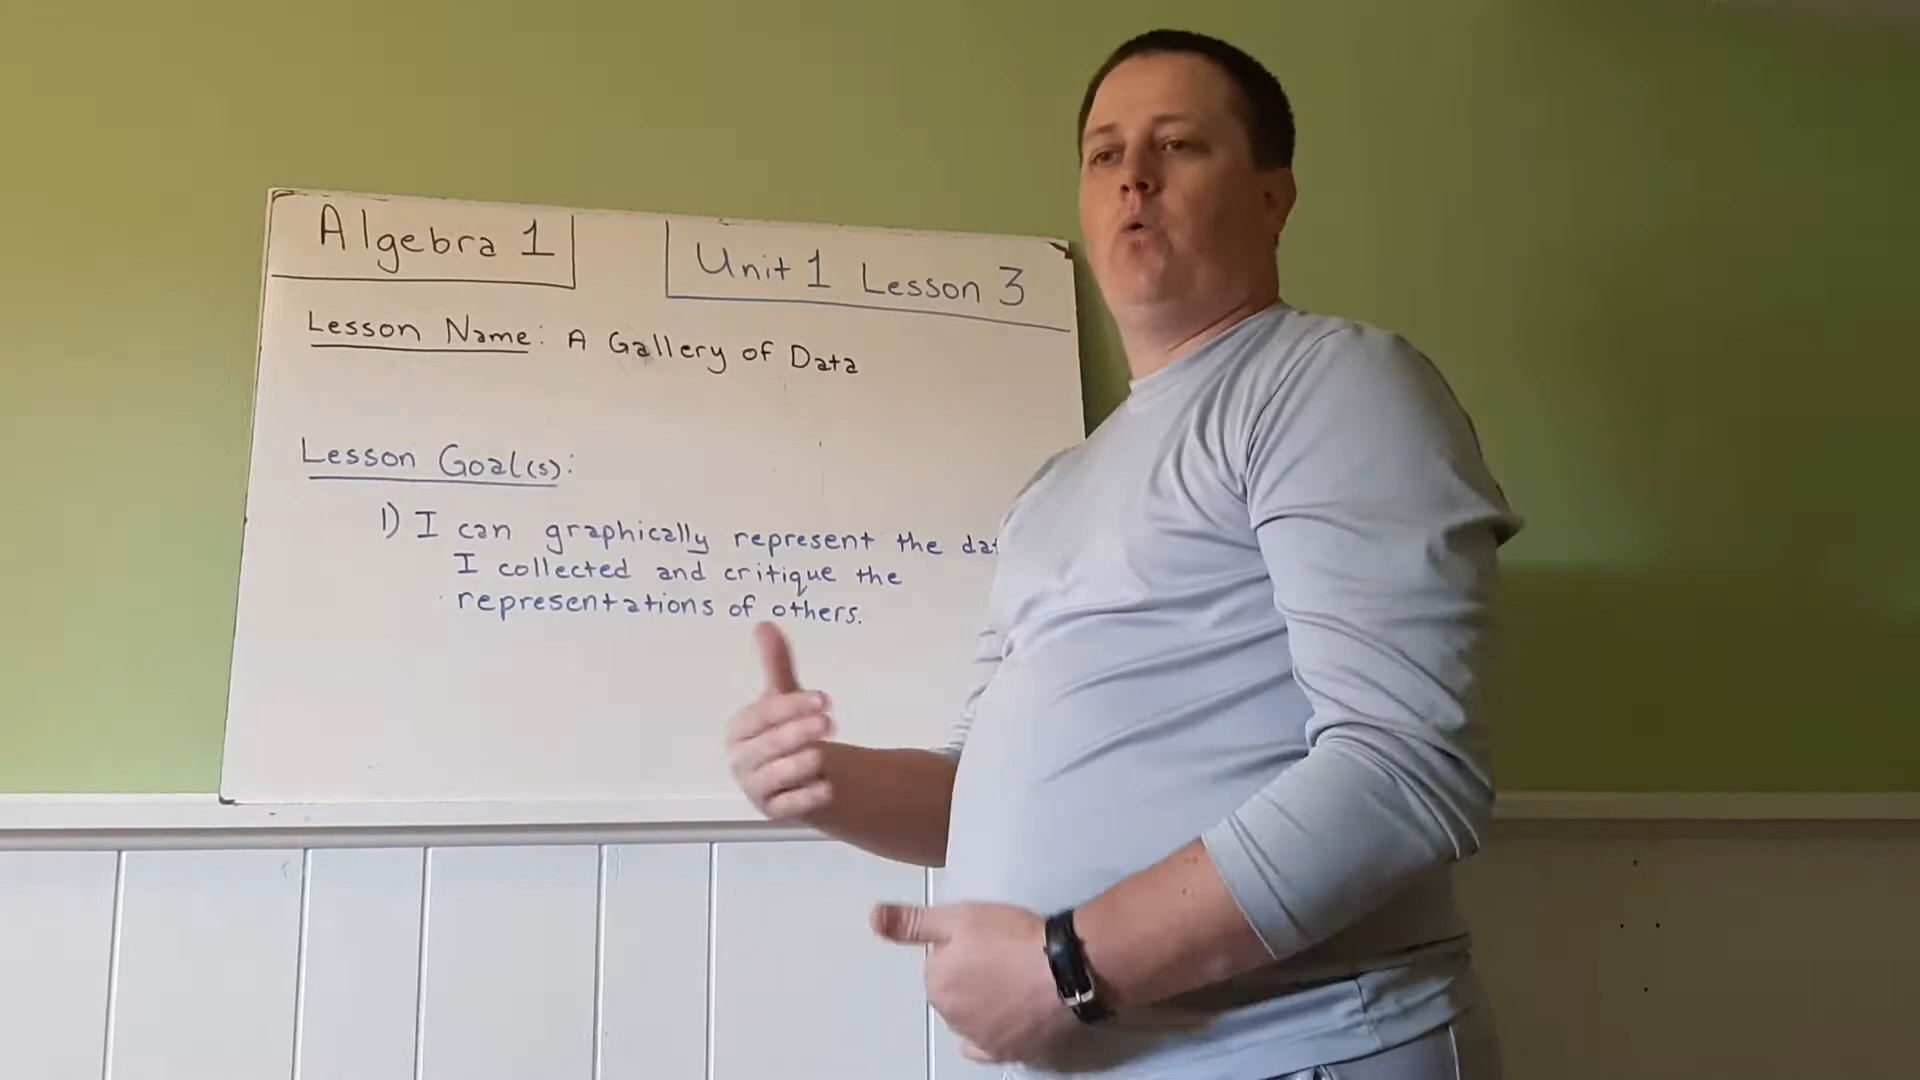 Algebra 1
Unit 1 Lesson 3
Lesson Name: A Gallery of Data
Lesson Goal(s):
1) I can graphically represent the
I collected and critique the
representations of others.